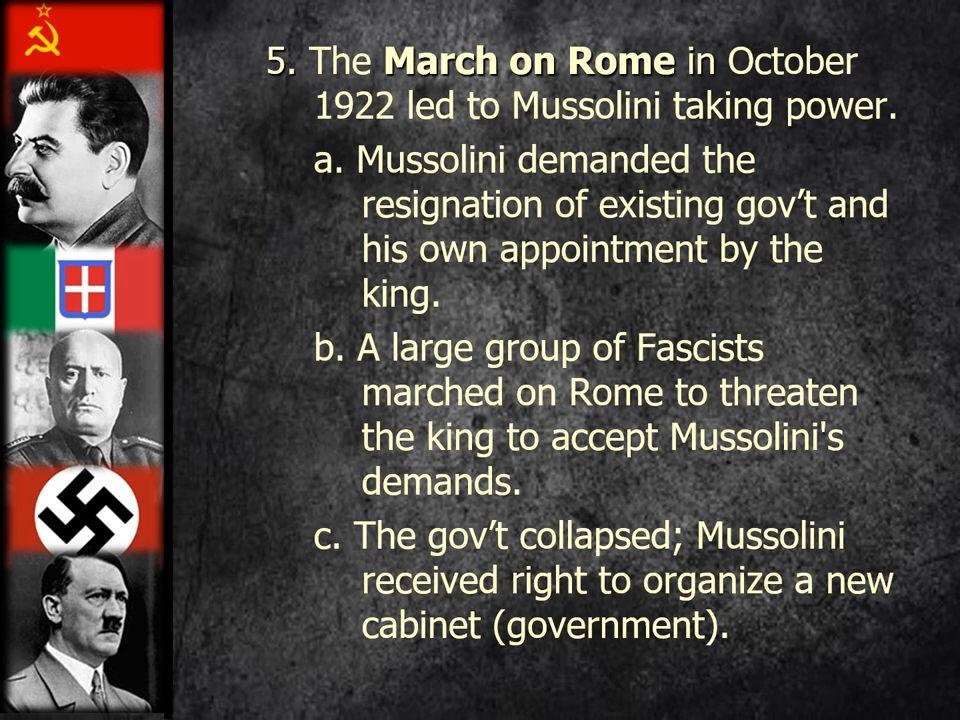 5. The March on Rome in October
1922 led to Mussolini taking power.
a. Mussolini demanded the
resignation of existing gov’t and
his own appointment by the
king.
b. A large group of Fascists
marched on Rome to threaten
the king to accept Mussolini's
demands.
c. The gov’t collapsed; Mussolini
received right to organize a new
cabinet (government).